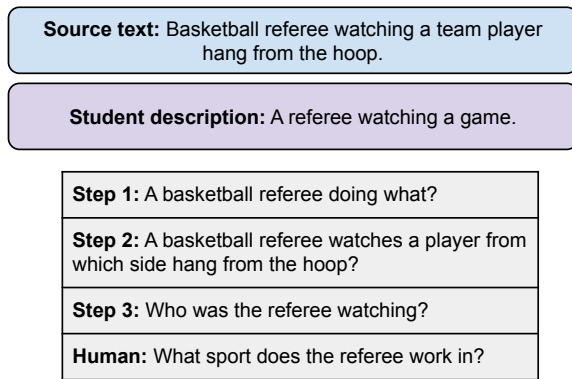 Source text: Basketball referee watching a team player
hang from the hoop.
Student description: A referee watching a game.
Step 1: A basketball referee doing what?
Step 2: A basketball referee watches a player from
which side hang from the hoop?
Step 3: Who was the referee watching?
Human: What sport does the referee work in?